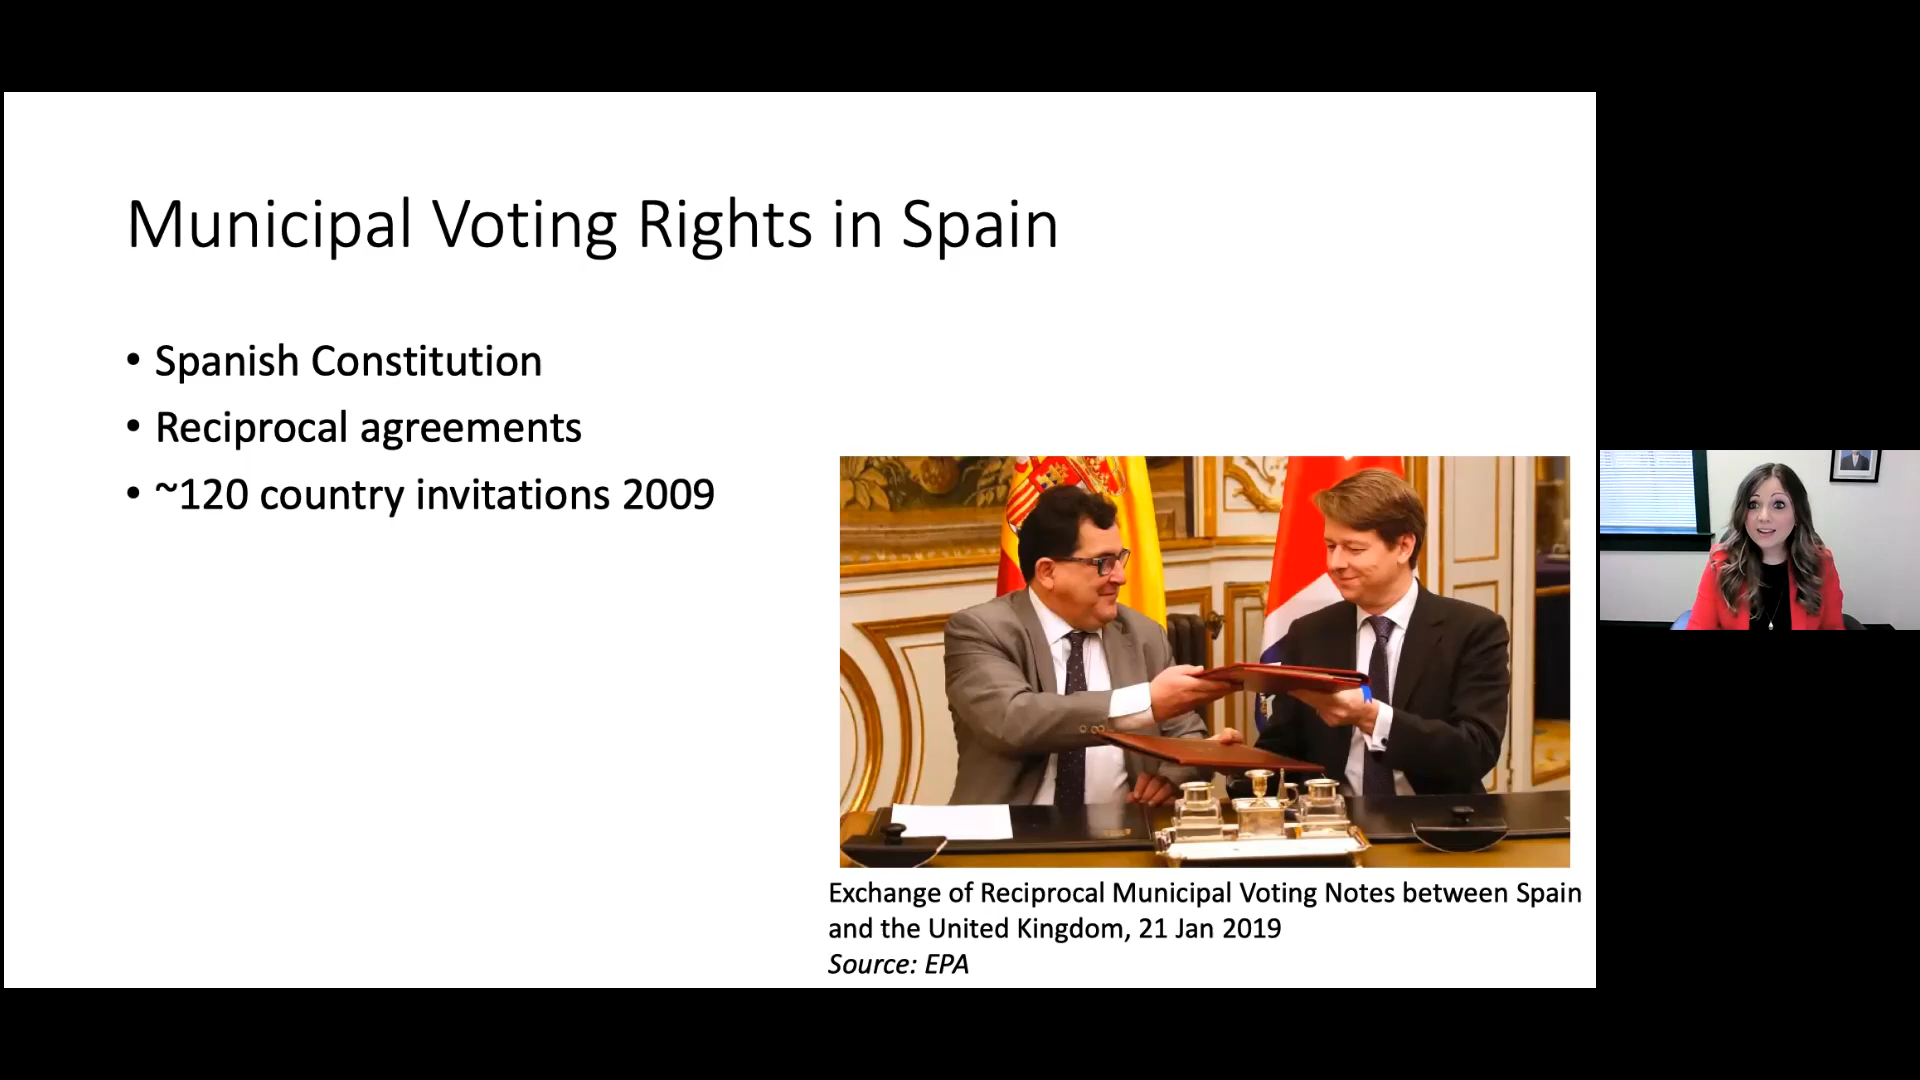 Municipal Voting Rights in Spain
• Spanish Constitution
• Reciprocal agreements
• ~120 country invitations 2009
Exchange of Reciprocal Municipal Voting Notes between Spain
and the United Kingdom, 21 Jan 2019
Source: EPA